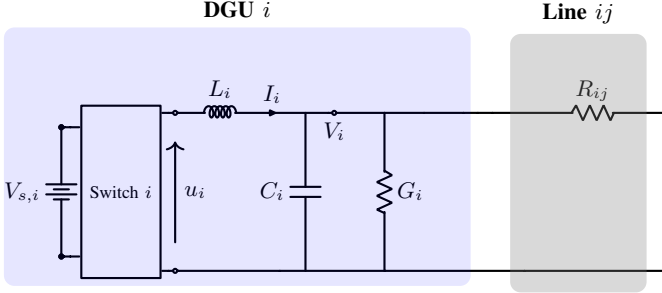 DGU i
Line ij
L_i
I_i
R_ij
V_i
V_s,i
Switch i
u_i
C_i
G_i